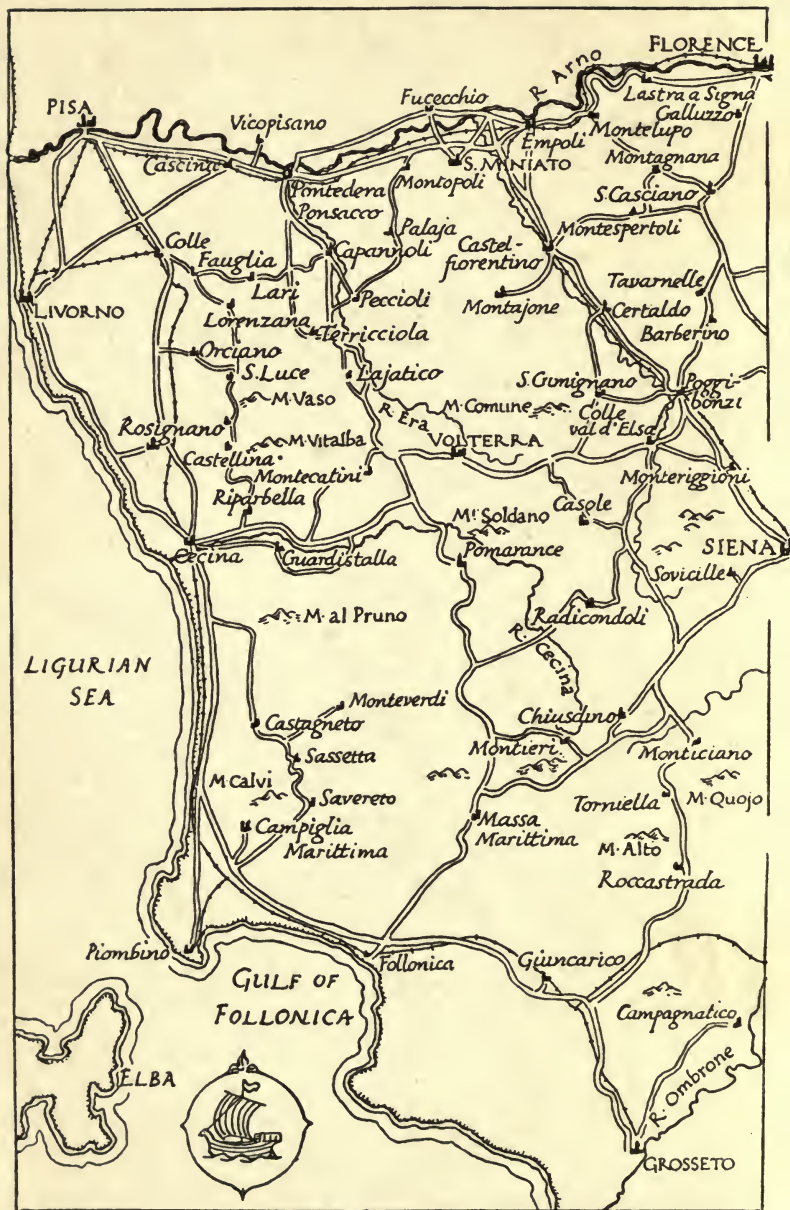 FLORENCE
R. Arno
Lastra a Signa
Galluzzo
PISA
Fucecchio
Vicopisano
Empoli
Montelupo
Cascina
S. MINIATO
Montagnana
Pontedera
Montopoli
S. Casciano
Ponsacco
Palaja
Montespertoli
Colle
Capannoli
Castel-
fiorentino
Fauglia
Lari
Peccioli
Montajone
Tavarnelle
LIVORNO
Lorenzana
Certaldo
Terricciola
Barberino
Orciano
S. Luce
Lajatico
S. Gimignano
Poggi-
bonzi
M. Vaso
R. Era
M. Comune
Colle
val d'Elsa
Rosignano
M. Vitalba
VOLTERRA
Castellina
Montecatini
Monteriggioni
Riparbella
Casole
Mt. Soldano
SIENA
Cecina
Guardistalla
Pomarance
Sovicille
M. al Pruno
Radicondoli
R. Cecina
LIGURIAN
SEA
Monteverdi
Castagneto
Chiusdino
Montieri
Monticiano
Sassetta
M. Calvi
Savereto
Torniella
M. Quojo
Campiglia
Marittima
Massa
Marittima
M. Alto
Roccastrada
Piombino
Follonica
Giuncarico
GULF OF
FOLLONICA
Campagnatico
ELBA
R. Ombrone
GROSSETO